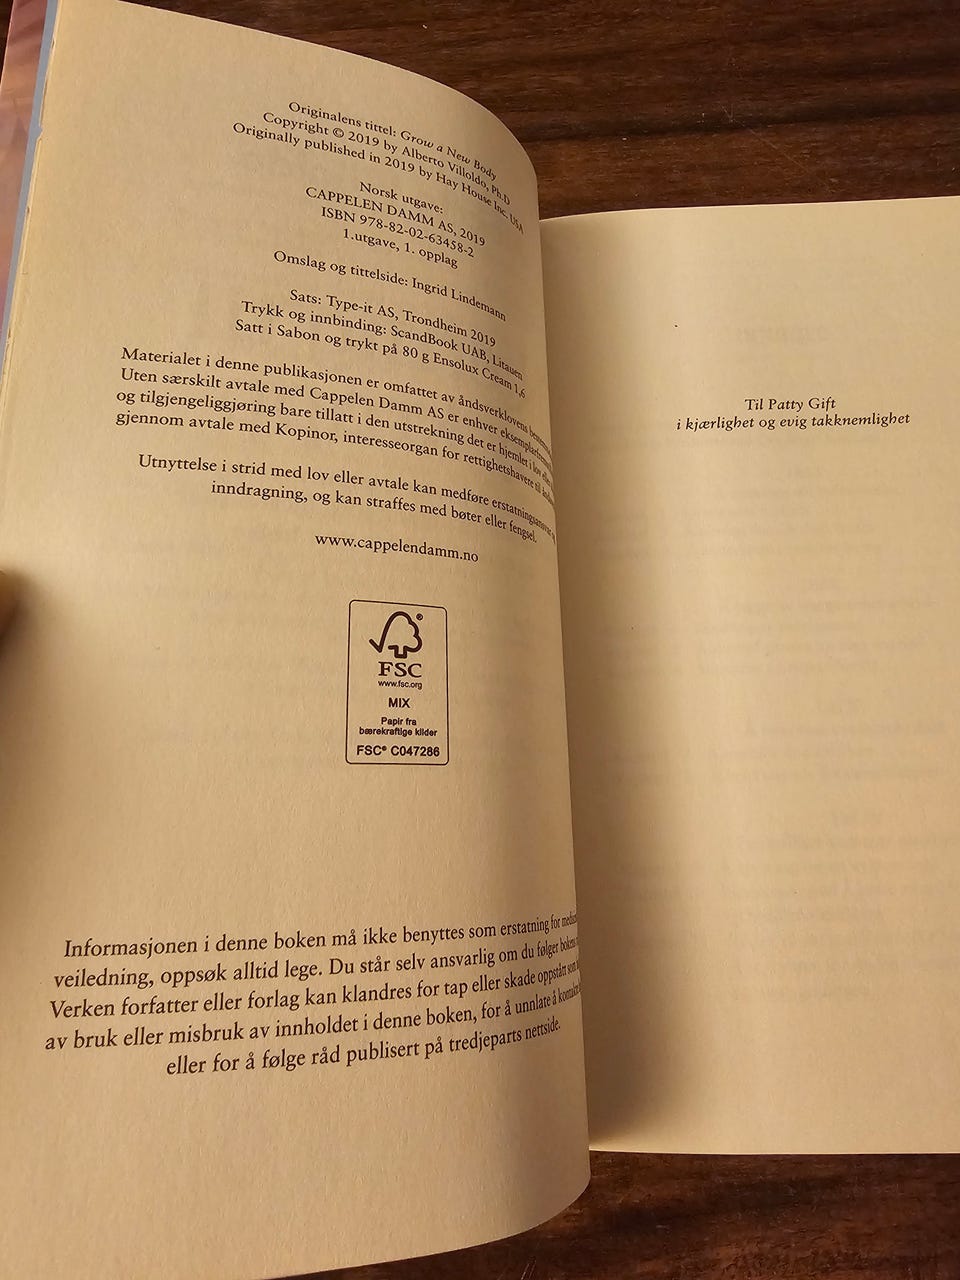 Originalens tittel: Grow a New Body
Copyright © 2019 by Alberto Villoldo, Ph.D
Originally published in 2019 by Hay House Inc. USA
Norsk utgave:
CAPPELEN DAMM AS, 2019
ISBN 978-82-02-63458-2
1.utgave, 1. opplag
Omslag og tittelside: Ingrid Lindemann
Sats: Type-it AS, Trondheim 2019
Trykk og innbinding: ScandBook UAB, Litauen
Satt i Sabon og trykt på 80 g Ensolux Cream 1,6
Materialet i denne publikasjonen er omfattet av åndsverklovens
Uten særskilt avtale med Cappelen Damm AS er enhver
og tilgjengeliggjøring bare tillatt i den utstrekning det er hjemlet i lov eller
gjennom avtale med Kopinor, interesseorgan for rettighetshavere til
Utnyttelse i strid med lov eller avtale kan medføre erstatningsansvar
inndragning, og kan straffes med bøter eller fengsel.
www.cappelendamm.no
FSC
www.fsc.org
MIX
Papir fra
bærekraftige kilder
FSC® C047286
Informasjonen i denne boken må ikke benyttes som erstatning for
veiledning, oppsøk alltid lege. Du står selv ansvarlig om du følger bokens
Verken forfatter eller forlag kan klandres for tap eller skade oppstått som
av bruk eller misbruk av innholdet i denne boken, for å unnlate å
eller for å følge råd publisert på tredjeparts nettside.
Til Patty Gift
i kjærlighet og evig takknemlighet